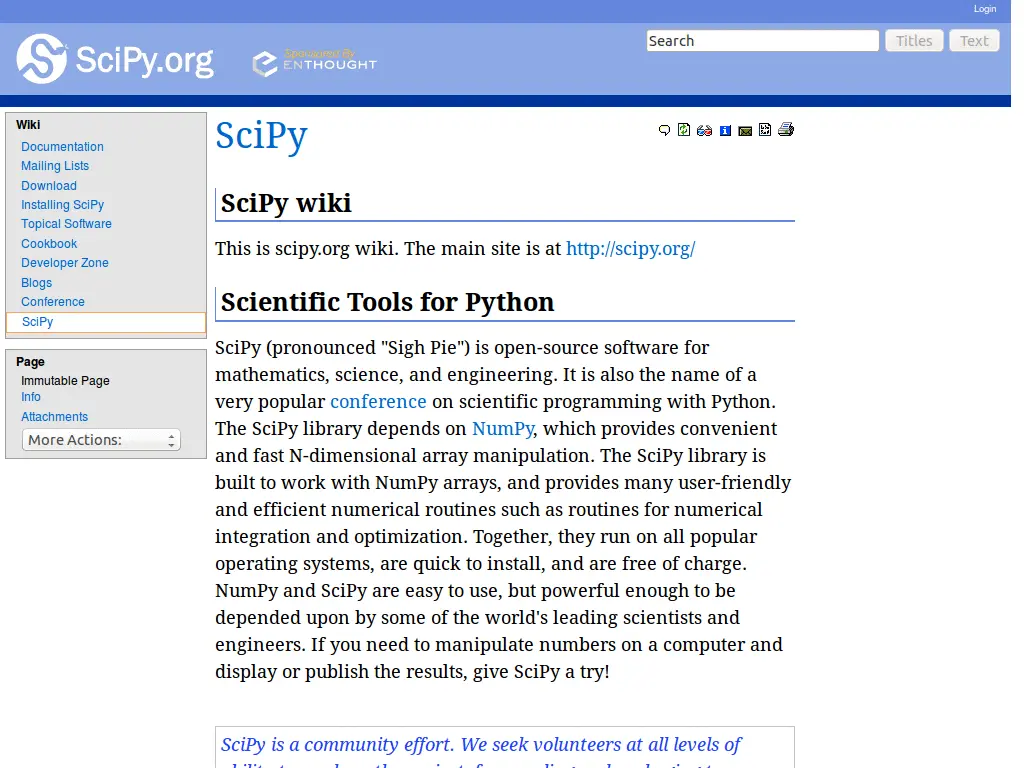 Login
SciPy.org
Sponsored By
ENTHOUGHT
Search
Titles
Text
Wiki
Documentation
Mailing Lists
Download
Installing SciPy
Topical Software
Cookbook
Developer Zone
Blogs
Conference
SciPy
Page
Immutable Page
Info
Attachments
More Actions:
SciPy
SciPy wiki
This is scipy.org wiki. The main site is at http://scipy.org/
Scientific Tools for Python
SciPy (pronounced "Sigh Pie") is open-source software for
mathematics, science, and engineering. It is also the name of a
very popular conference on scientific programming with Python.
The SciPy library depends on NumPy, which provides convenient
and fast N-dimensional array manipulation. The SciPy library is
built to work with NumPy arrays, and provides many user-friendly
and efficient numerical routines such as routines for numerical
integration and optimization. Together, they run on all popular
operating systems, are quick to install, and are free of charge.
NumPy and SciPy are easy to use, but powerful enough to be
depended upon by some of the world's leading scientists and
engineers. If you need to manipulate numbers on a computer and
display or publish the results, give SciPy a try!
SciPy is a community effort. We seek volunteers at all levels of